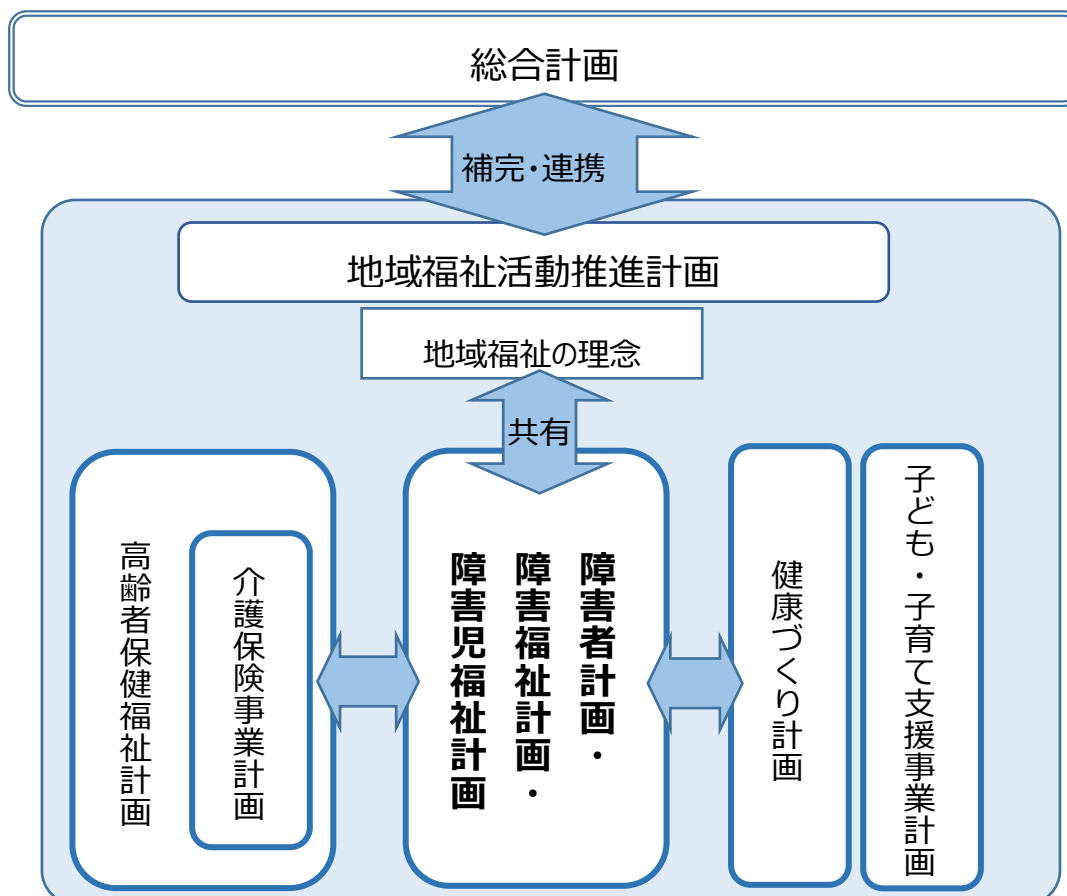 総合計画
補完・連携
地域福祉活動推進計画
地域福祉の理念
共有
高齢者保健福祉計画
介護保険事業計画
障害者計画・
障害福祉計画・
障害児福祉計画
健康づくり計画
子ども・子育て支援事業計画